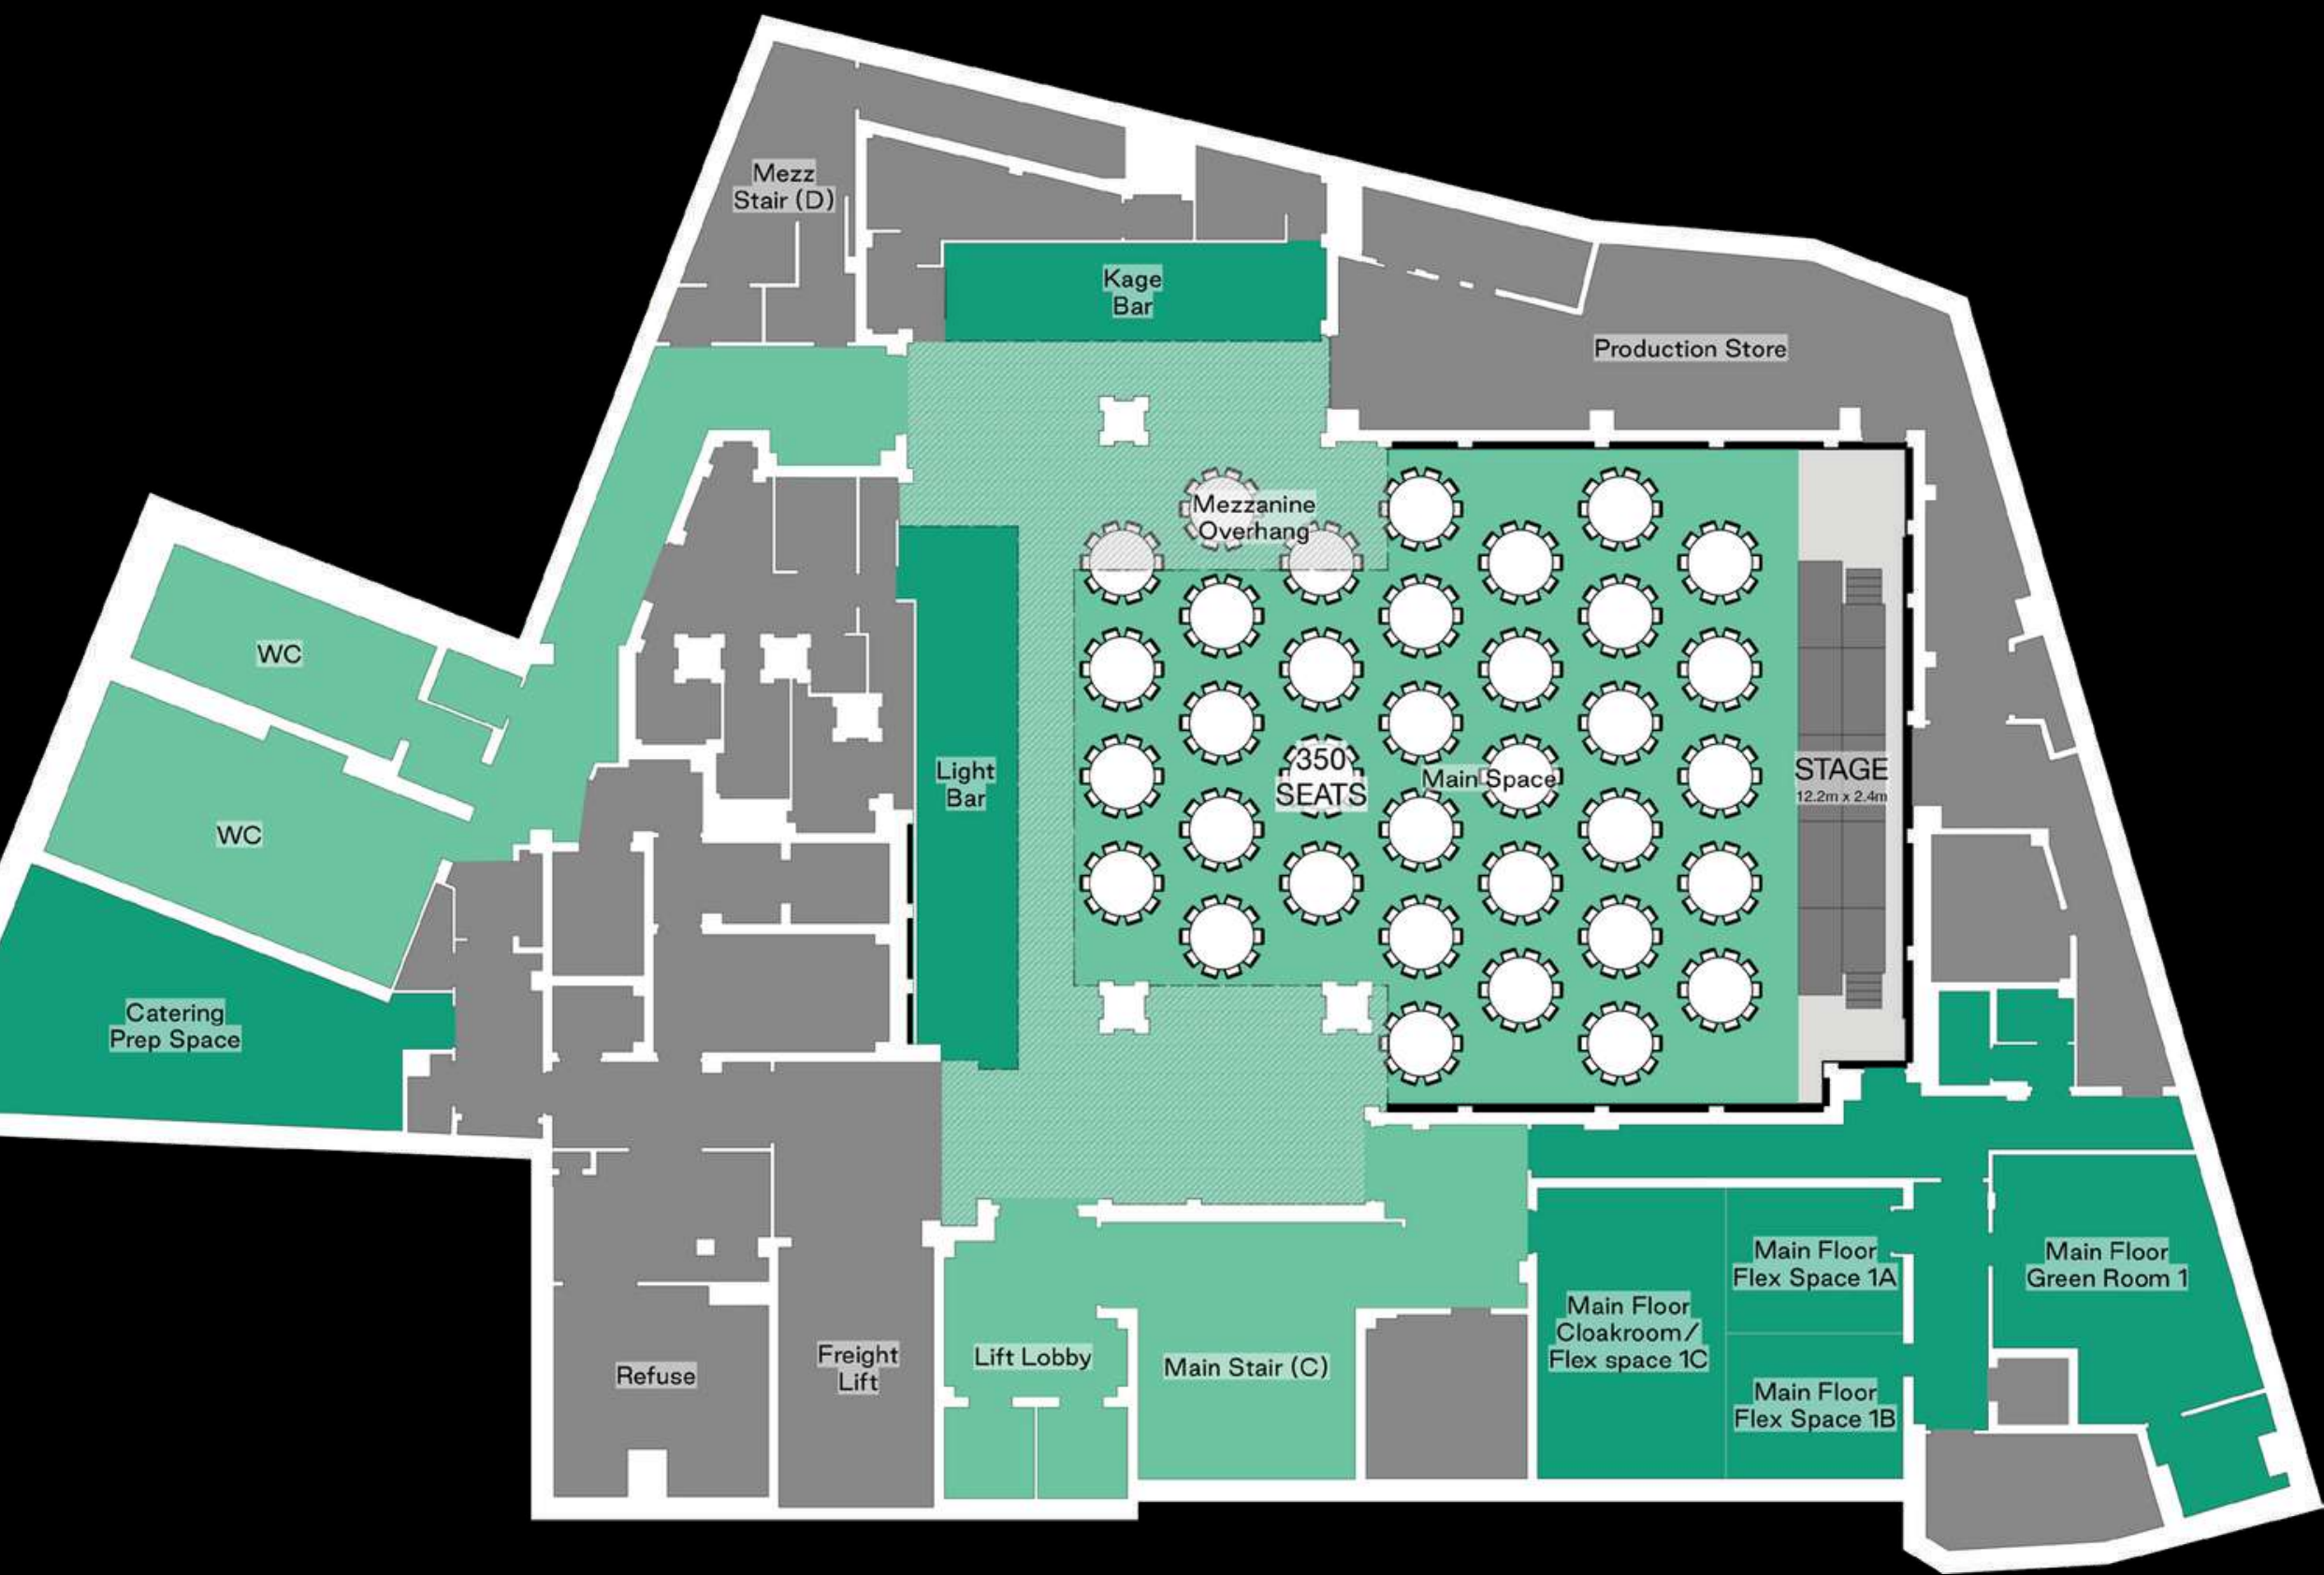 Mezz
Stair (D)
Kage
Bar
Production Store
Mezzanine
Overhang
WC
Light
Bar
350
SEATS
Main Space
STAGE
12.2m x 2.4m
WC
Catering
Prep Space
Main Floor
Flex Space 1A
Main Floor
Green Room 1
Main Floor
Cloakroom/
Flex space 1C
Freight
Lift
Lift Lobby
Main Stair (C)
Refuse
Main Floor
Flex Space 1B